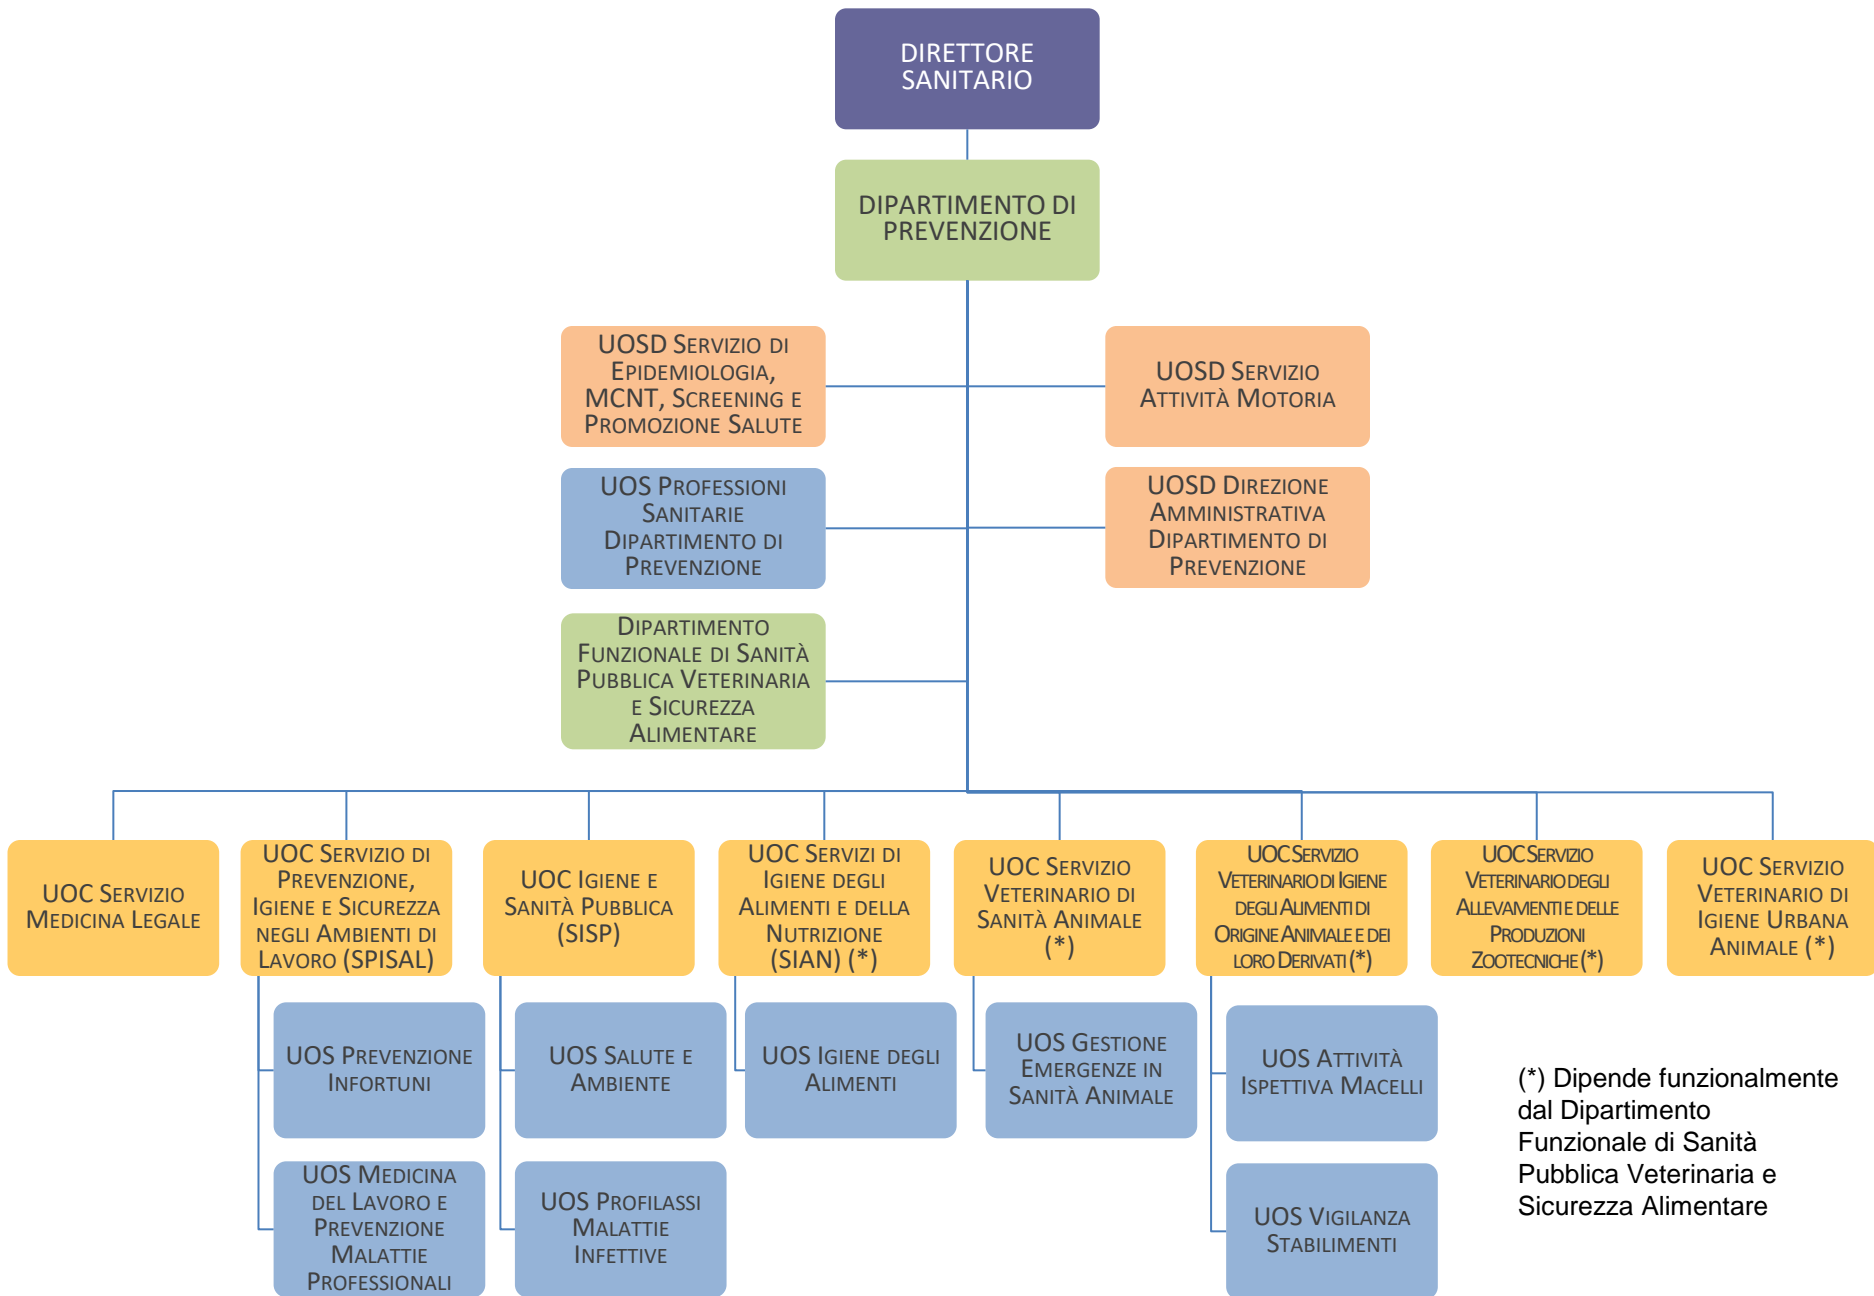 DIRETTORE
SANITARIO
DIPARTIMENTO DI
PREVENZIONE
UOSD SERVIZIO DI
EPIDEMIOLOGIA,
MCNT, SCREENING E
PROMOZIONE SALUTE
UOSD SERVIZIO
ATTIVITÀ MOTORIA
UOS PROFESSIONI
SANITARIE
DIPARTIMENTO DI
PREVENZIONE
UOSD DIREZIONE
AMMINISTRATIVA
DIPARTIMENTO DI
PREVENZIONE
DIPARTIMENTO
FUNZIONALE DI SANITÀ
PUBBLICA VETERINARIA
E SICUREZZA
ALIMENTARE
UOC SERVIZIO
MEDICINA LEGALE
UOC SERVIZIO DI
PREVENZIONE,
IGIENE E SICUREZZA
NEGLI AMBIENTI DI
LAVORO (SPISAL)
UOC IGIENE E
SANITÀ PUBBLICA
(SISP)
UOC SERVIZI DI
IGIENE DEGLI
ALIMENTI E DELLA
NUTRIZIONE
(SIAN) (*)
UOC SERVIZIO
VETERINARIO DI
SANITÀ ANIMALE
(*)
UOC SERVIZIO
VETERINARIO DI IGIENE
DEGLI ALIMENTI DI
ORIGINE ANIMALE E DEI
LORO DERIVATI (*)
UOC SERVIZIO
VETERINARIO DEGLI
ALLEVAMENTI E DELLE
PRODUZIONI
ZOOTECNICHE (*)
UOC SERVIZIO
VETERINARIO DI
IGIENE URBANA
ANIMALE (*)
UOS PREVENZIONE
INFORTUNI
UOS SALUTE E
AMBIENTE
UOS IGIENE DEGLI
ALIMENTI
UOS GESTIONE
EMERGENZE IN
SANITÀ ANIMALE
UOS ATTIVITÀ
ISPETTIVA MACELLI
(*) Dipende funzionalmente
dal Dipartimento
Funzionale di Sanità
Pubblica Veterinaria e
Sicurezza Alimentare
UOS MEDICINA
DEL LAVORO E
PREVENZIONE
MALATTIE
PROFESSIONALI
UOS PROFILASSI
MALATTIE
INFETTIVE
UOS VIGILANZA
STABILIMENTI